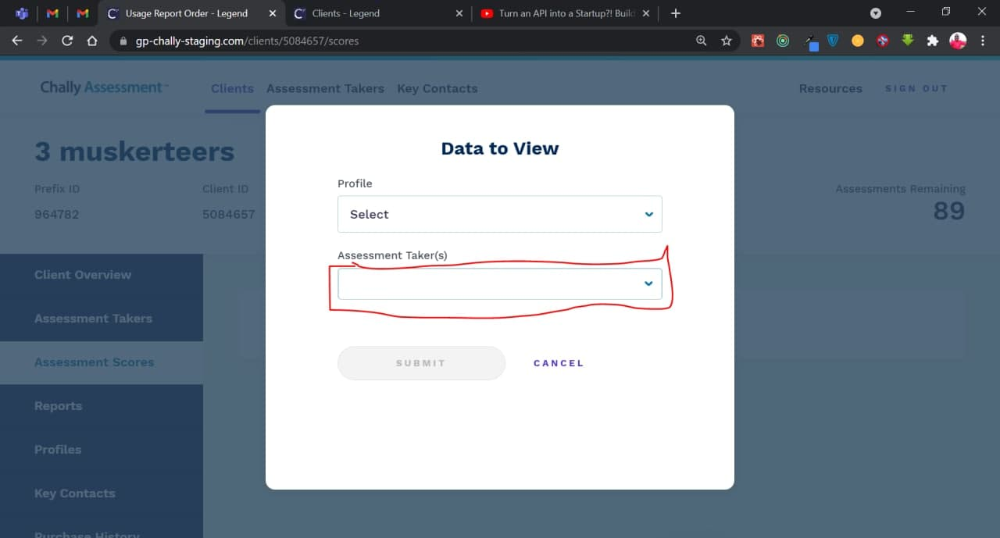 Usage Report Order - Legend
Clients - Legend
Turn an API into a Startup?! Build
gp-chally-staging.com/clients/5084657/scores
Chally Assessment™
Clients
Assessment Takers
Key Contacts
Resources
SIGN OUT
3 muskerteers
Prefix ID
Client ID
Assessments Remaining
964782
5084657
89
Data to View
Profile
Select
Assessment Taker(s)
SUBMIT
CANCEL
Client Overview
Assessment Takers
Assessment Scores
Reports
Profiles
Key Contacts
Purchase History